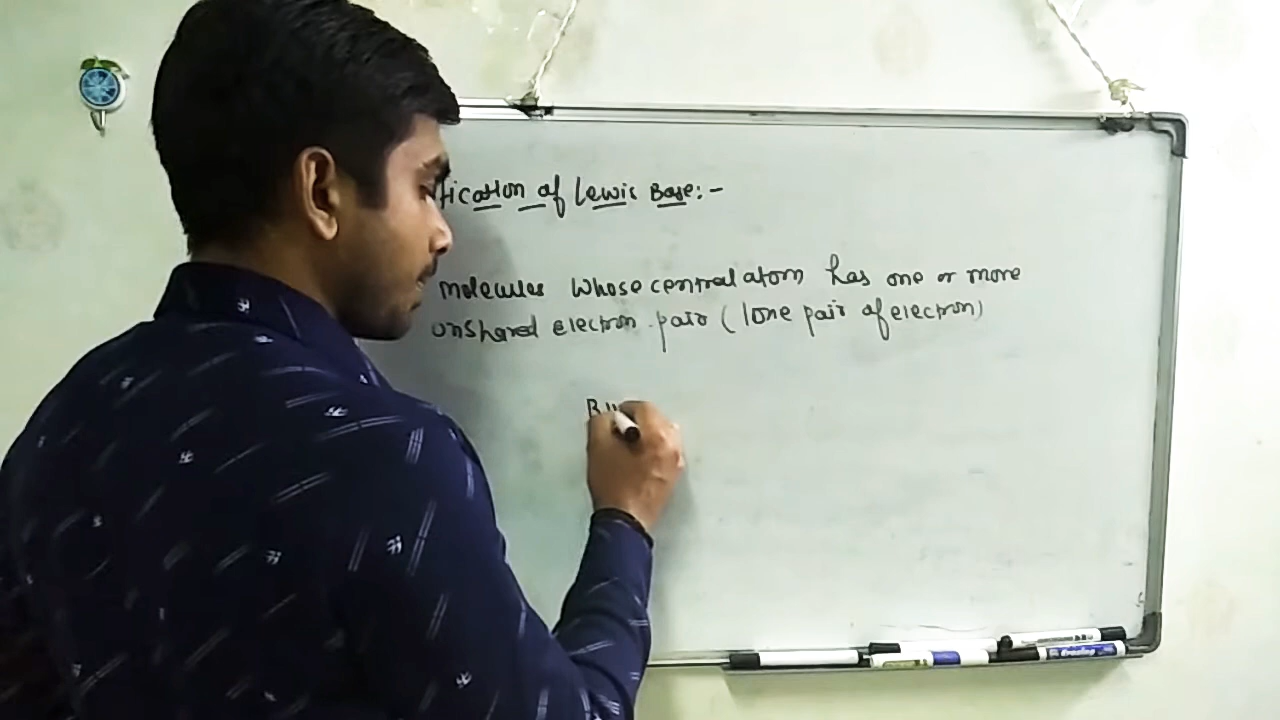 fication of Lewis Base:-
molecules whose central atom has one or more
unshared electron pair (lone pair of electron)